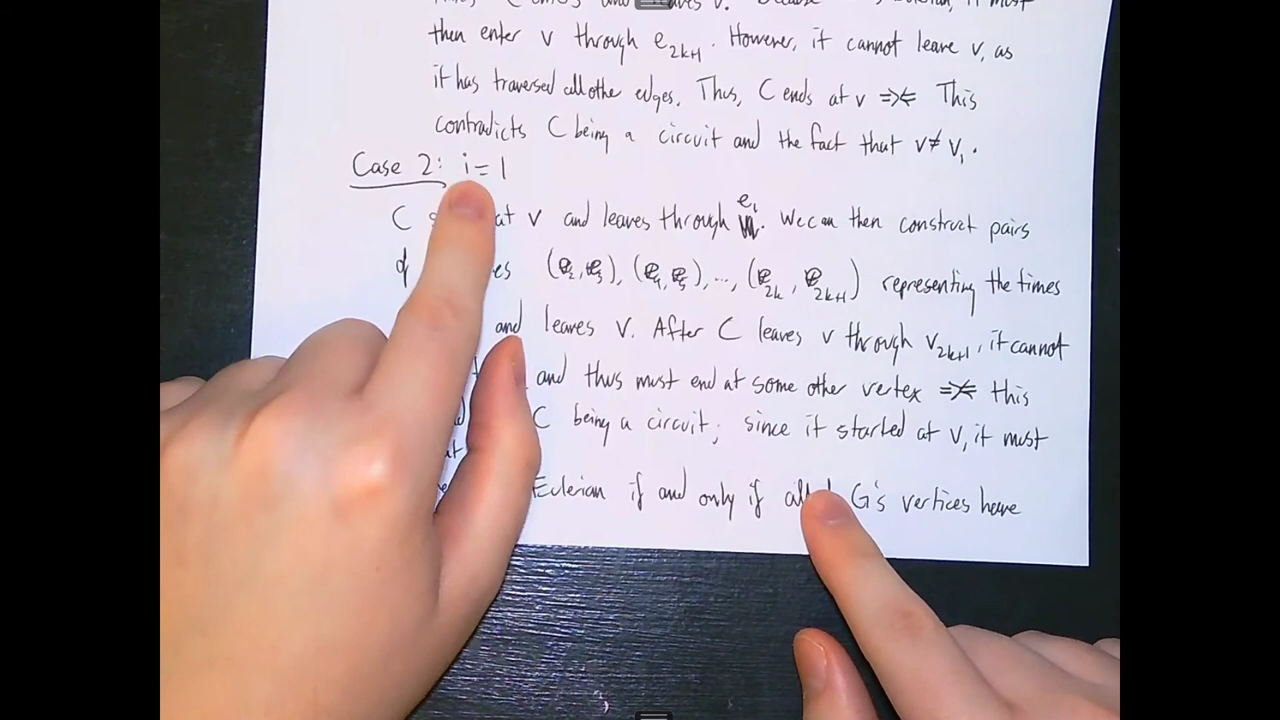 then enter v through e2k+1. However, it cannot leave v, as
it has traversed all othe edges. Thus, C ends at v ⇒⇐ This
contradicts C being a circuit and the fact that v≠v1.
Case 2: i=1
C at v and leaves through e1. We can then construct pairs
of (e2,e3), (e4,e5), ..., (e2k, e2k+1) representing the times
and leaves v. After C leaves v through v2k+1, it cannot
and thus must end at some other vertex ⇒⇐ this
C being a circuit; since it started at v, it must
Eulerian if and only if G's vertices have